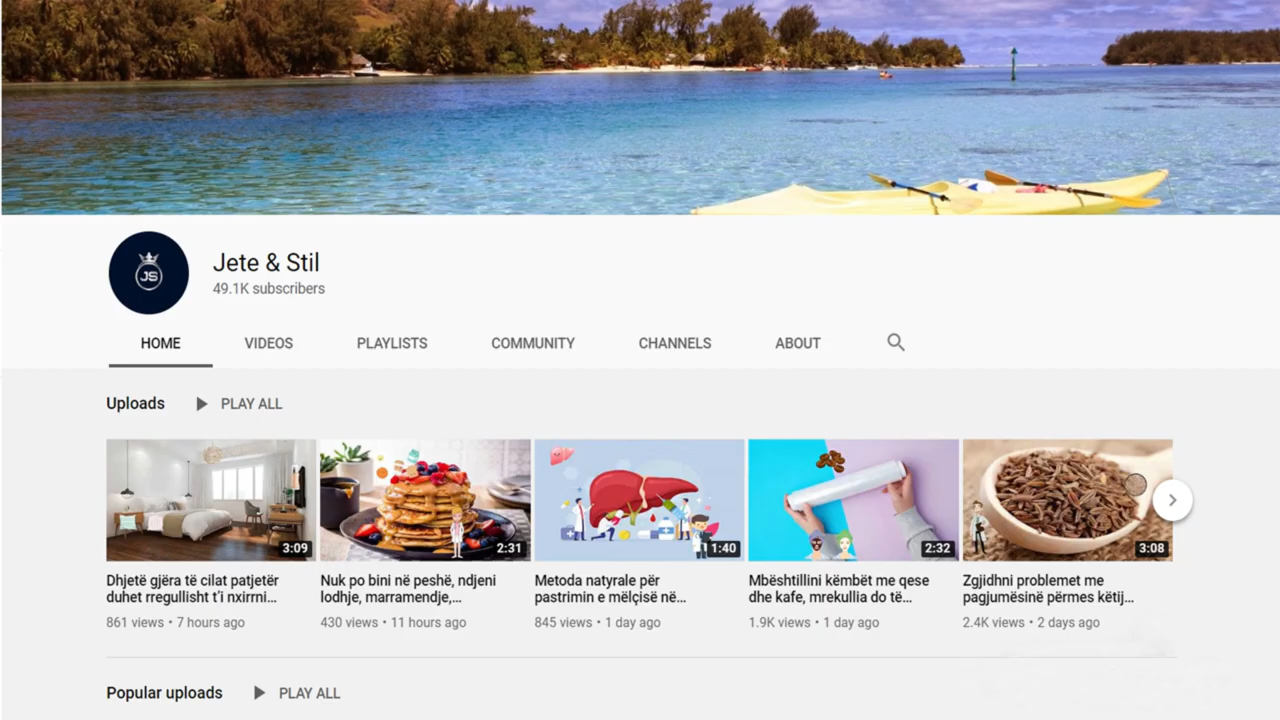 JS
Jete & Stil
49.1K subscribers
HOME VIDEOS PLAYLISTS COMMUNITY CHANNELS ABOUT
Uploads PLAY ALL
3:09 2:31 1:40 2:32 3:08
Dhjetë gjëra të cilat patjetër
duhet rregullisht t'i nxirrni...
861 views • 7 hours ago
Nuk po bini në peshë, ndjeni
lodhje, marramendje,...
430 views • 11 hours ago
Metoda natyrale për
pastrimin e mëlçisë në...
845 views • 1 day ago
Mbështillini këmbët me qese
dhe kafe, mrekullia do të...
1.9K views • 1 day ago
Zgjidhni problemet me
pagjumësinë përmes këtij...
2.4K views • 2 days ago
Popular uploads PLAY ALL